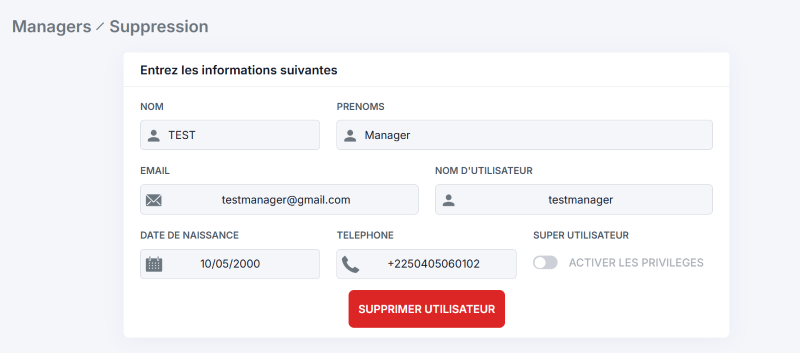 Managers / Suppression
Entrez les informations suivantes
NOM PRENOMS
TEST Manager
EMAIL NOM D'UTILISATEUR
testmanager@gmail.com testmanager
DATE DE NAISSANCE TELEPHONE SUPER UTILISATEUR
10/05/2000 +2250405060102 ACTIVER LES PRIVILEGES
SUPPRIMER UTILISATEUR